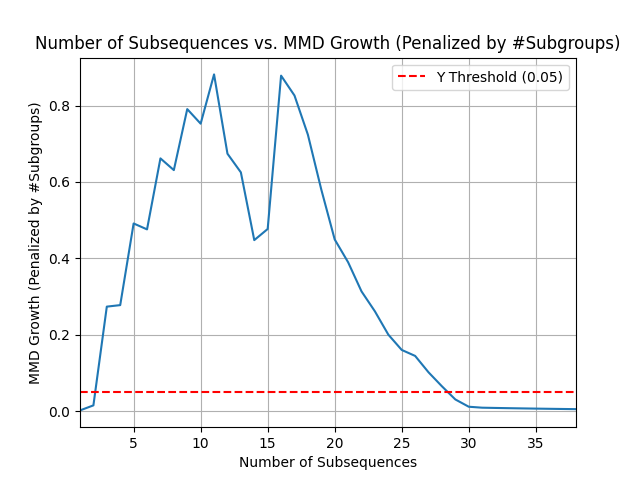 Number of Subsequences vs. MMD Growth (Penalized by #Subgroups)
Y Threshold (0.05)
MMD Growth (Penalized by #Subgroups)
0.8
0.6
0.4
0.2
0.0
5 10 15 20 25 30 35
Number of Subsequences